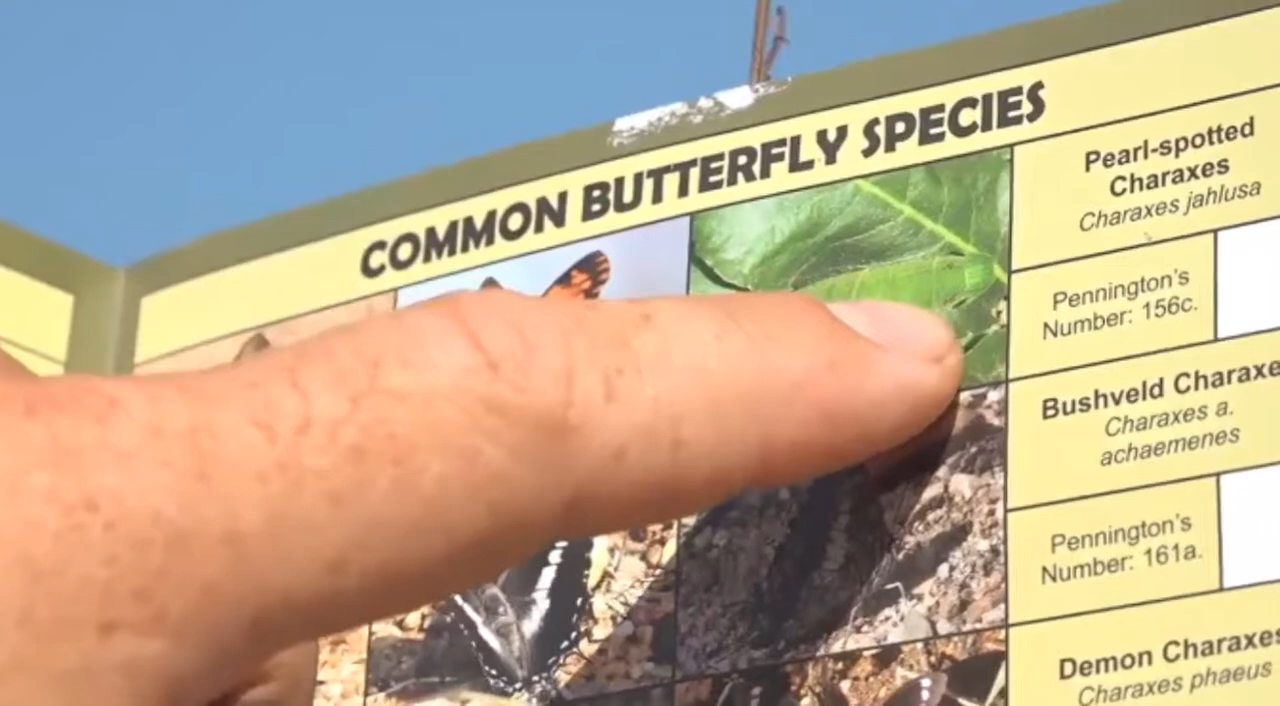 COMMON BUTTERFLY SPECIES
Pearl-spotted
Charaxes
Charaxes jahlusa
Pennington's
Number: 156c.
Bushveld Charaxe
Charaxes a.
achaemenes
Pennington's
Number: 161a.
Demon Charaxes
Charaxes phaeus